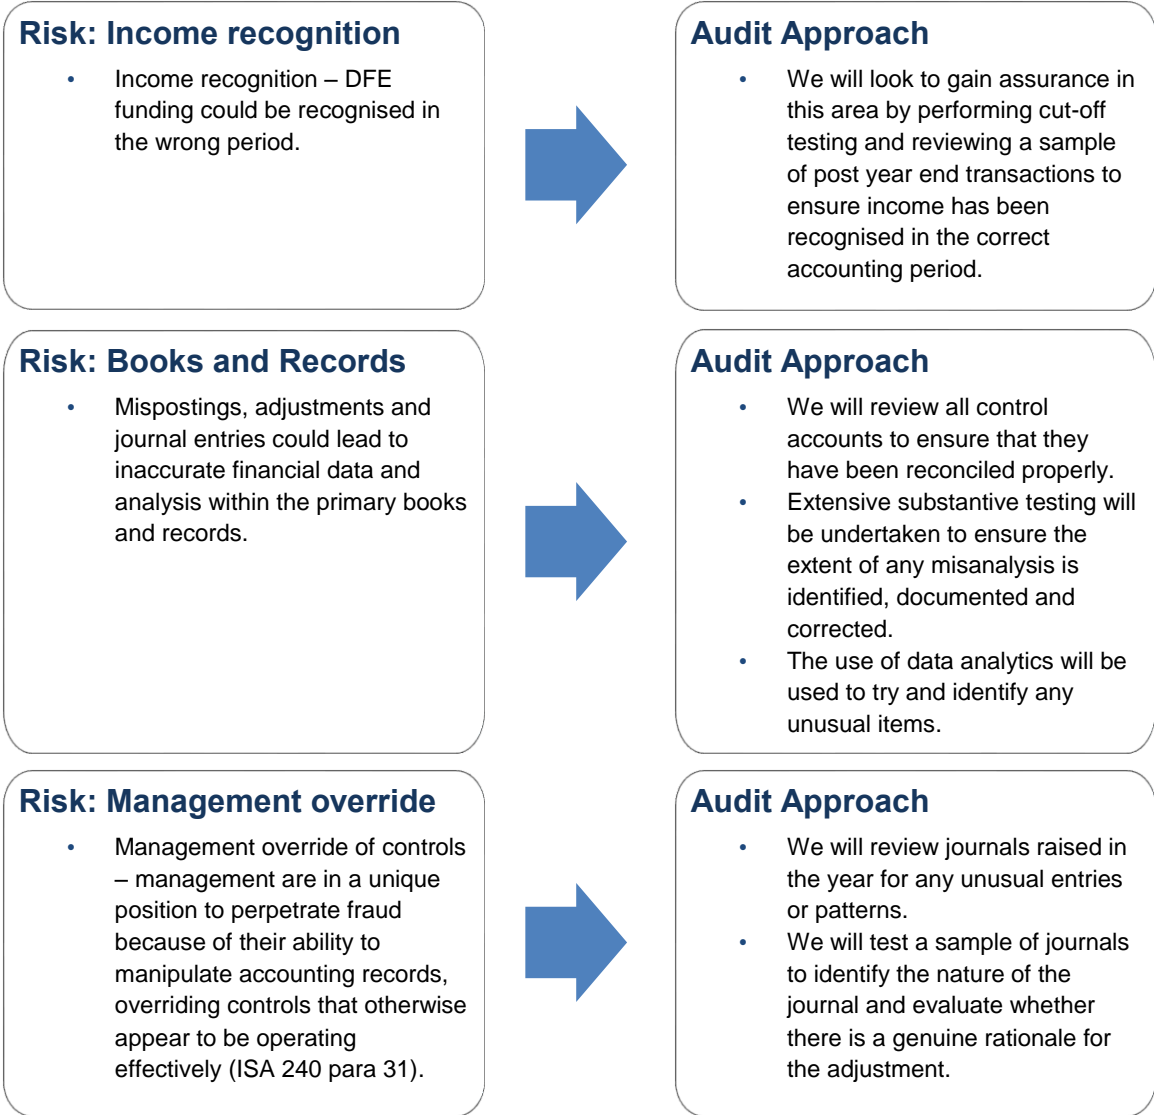 Risk: Income recognition
• Income recognition – DFE
funding could be recognised in
the wrong period.
Audit Approach
• We will look to gain assurance in
this area by performing cut-off
testing and reviewing a sample
of post year end transactions to
ensure income has been
recognised in the correct
accounting period.
Risk: Books and Records
• Mispostings, adjustments and
journal entries could lead to
inaccurate financial data and
analysis within the primary books
and records.
Audit Approach
• We will review all control
accounts to ensure that they
have been reconciled properly.
• Extensive substantive testing will
be undertaken to ensure the
extent of any misanalysis is
identified, documented and
corrected.
• The use of data analytics will be
used to try and identify any
unusual items.
Risk: Management override
• Management override of controls
– management are in a unique
position to perpetrate fraud
because of their ability to
manipulate accounting records,
overriding controls that otherwise
appear to be operating
effectively (ISA 240 para 31).
Audit Approach
• We will review journals raised in
the year for any unusual entries
or patterns.
• We will test a sample of journals
to identify the nature of the
journal and evaluate whether
there is a genuine rationale for
the adjustment.